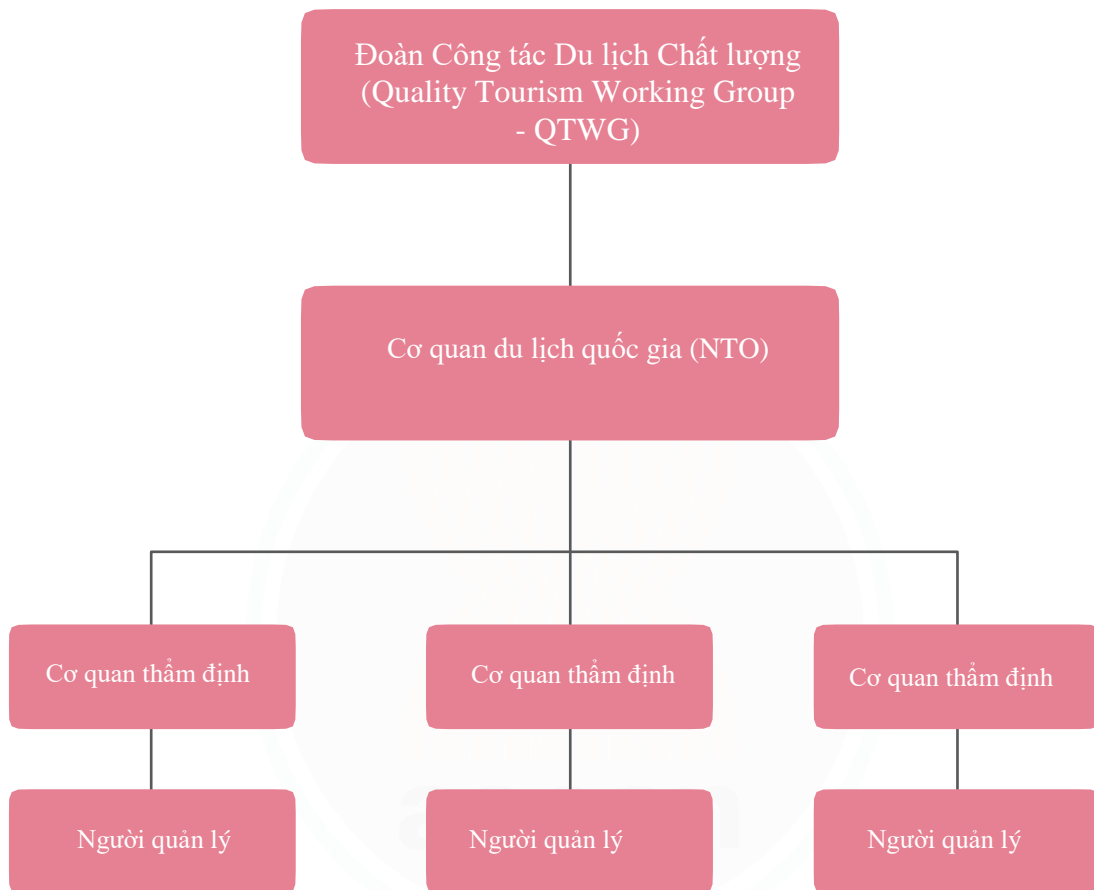 Đoàn Công tác Du lịch Chất lượng
(Quality Tourism Working Group
- QTWG)
Cơ quan du lịch quốc gia (NTO)
Cơ quan thẩm định
Cơ quan thẩm định
Cơ quan thẩm định
Người quản lý
Người quản lý
Người quản lý